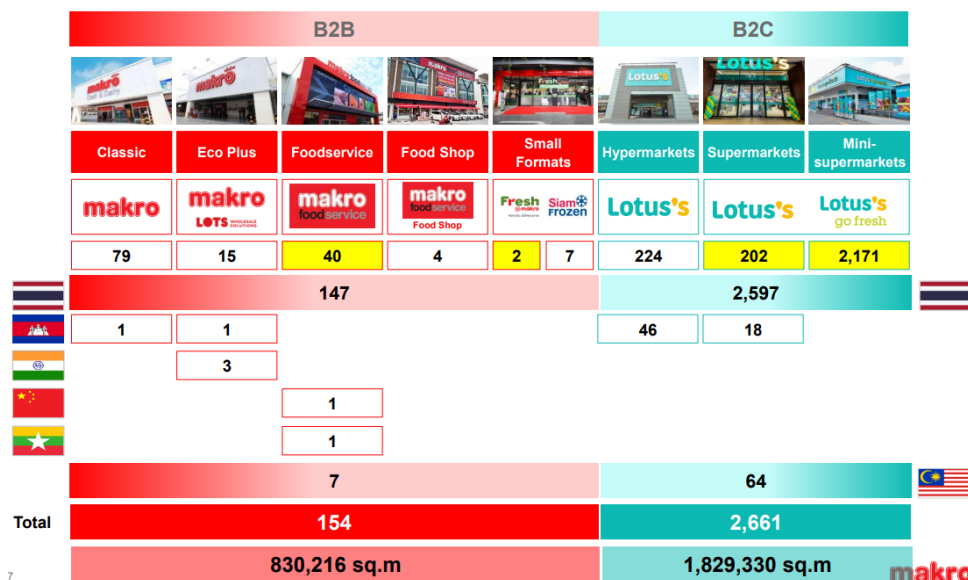 B2B B2C
Classic Eco Plus Foodservice Food Shop Small Formats Hypermarkets Supermarkets Mini-supermarkets
makro makro LOTS WHOLESALE SOLUTIONS makro foodservice makro foodservice Food Shop Fresh @makro Siam Frozen Lotus's Lotus's Lotus's go fresh
79 15 40 4 2 7 224 202 2,171
147 2,597
1 1 46 18
3
1
1
7 64
Total 154 2,661
830,216 sq.m 1,829,330 sq.m
7 makro